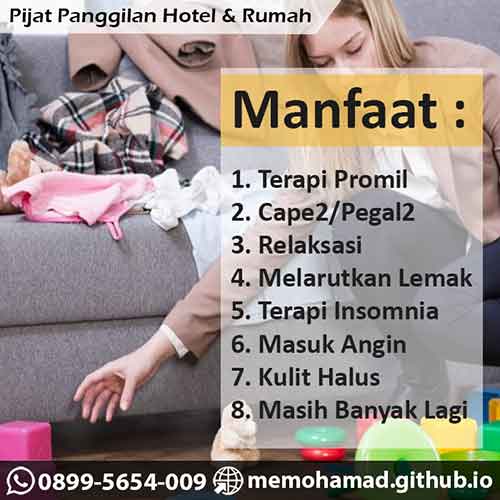 Pijat Panggilan Hotel & Rumah
Manfaat :
1. Terapi Promil
2. Cape2/Pegal2
3. Relaksasi
4. Melarutkan Lemak
5. Terapi Insomnia
6. Masuk Angin
7. Kulit Halus
8. Masih Banyak Lagi
0899-5654-009 memohamad.github.io